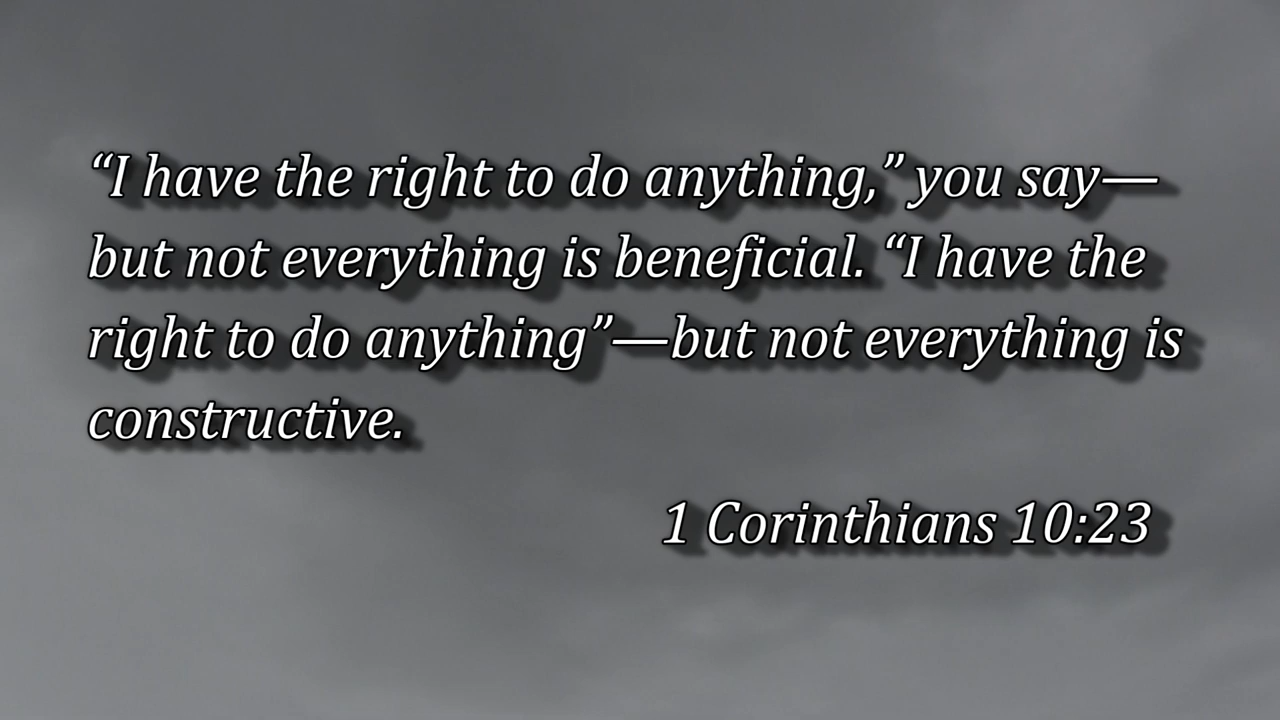 “I have the right to do anything,” you say—
but not everything is beneficial. “I have the
right to do anything”—but not everything is
constructive.
1 Corinthians 10:23